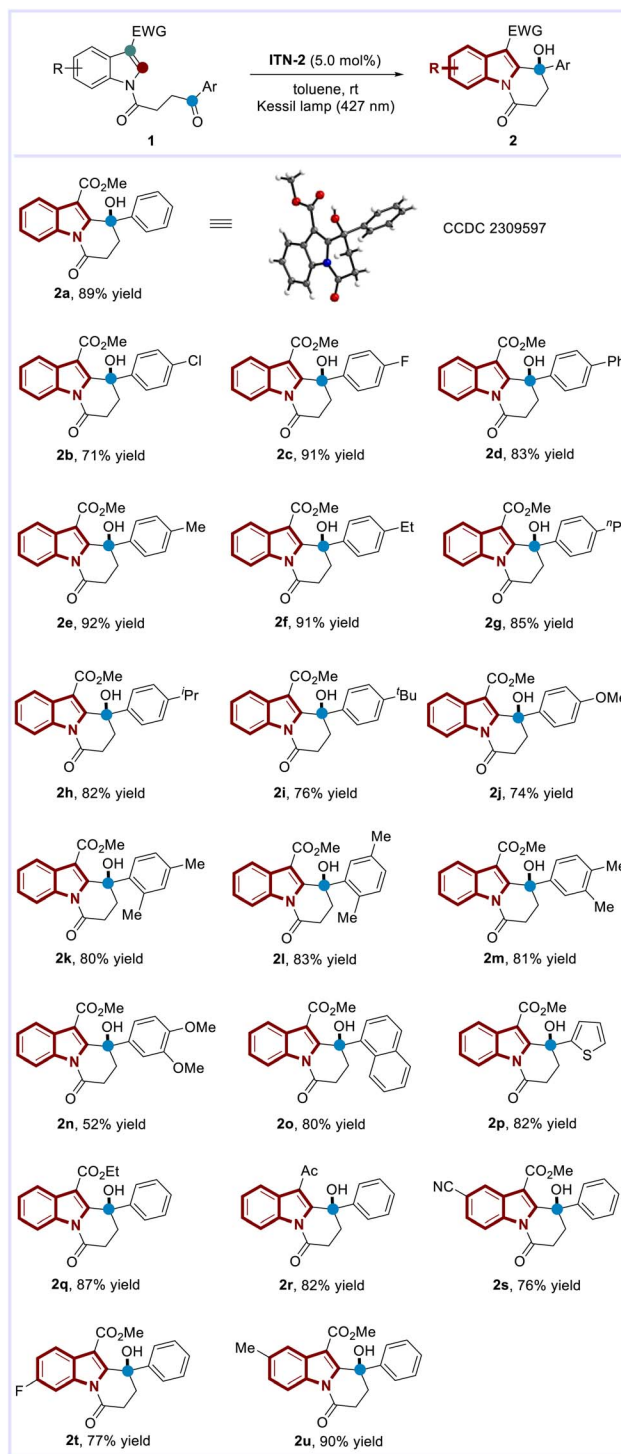 EWG
R
N
O
Ar
O
1
ITN-2 (5.0 mol%)
toluene, rt
Kessil lamp (427 nm)
EWG
OH
R
Ar
N
O
2
CO2Me
OH
N
O
2a, 89% yield
CCDC 2309597
CO2Me
OH
Cl
N
O
2b, 71% yield
CO2Me
OH
F
N
O
2c, 91% yield
CO2Me
OH
Ph
N
O
2d, 83% yield
CO2Me
OH
Me
N
O
2e, 92% yield
CO2Me
OH
Et
N
O
2f, 91% yield
CO2Me
OH
N
O
2g, 85% yield
CO2Me
OH
iPr
N
O
2h, 82% yield
CO2Me
OH
tBu
N
O
2i, 76% yield
CO2Me
OH
OMe
N
O
2j, 74% yield
CO2Me
OH
Me
N
Me
O
2k, 80% yield
Me
CO2Me
OH
N
Me
O
2l, 83% yield
CO2Me
OH
Me
N
Me
O
2m, 81% yield
CO2Me
OH
OMe
N
OMe
O
2n, 52% yield
CO2Me
OH
N
O
2o, 80% yield
CO2Me
OH
N
S
O
2p, 82% yield
CO2Et
OH
N
O
2q, 87% yield
Ac
OH
N
O
2r, 82% yield
NC
CO2Me
OH
N
O
2s, 76% yield
CO2Me
OH
F
N
O
2t, 77% yield
Me
CO2Me
OH
N
O
2u, 90% yield